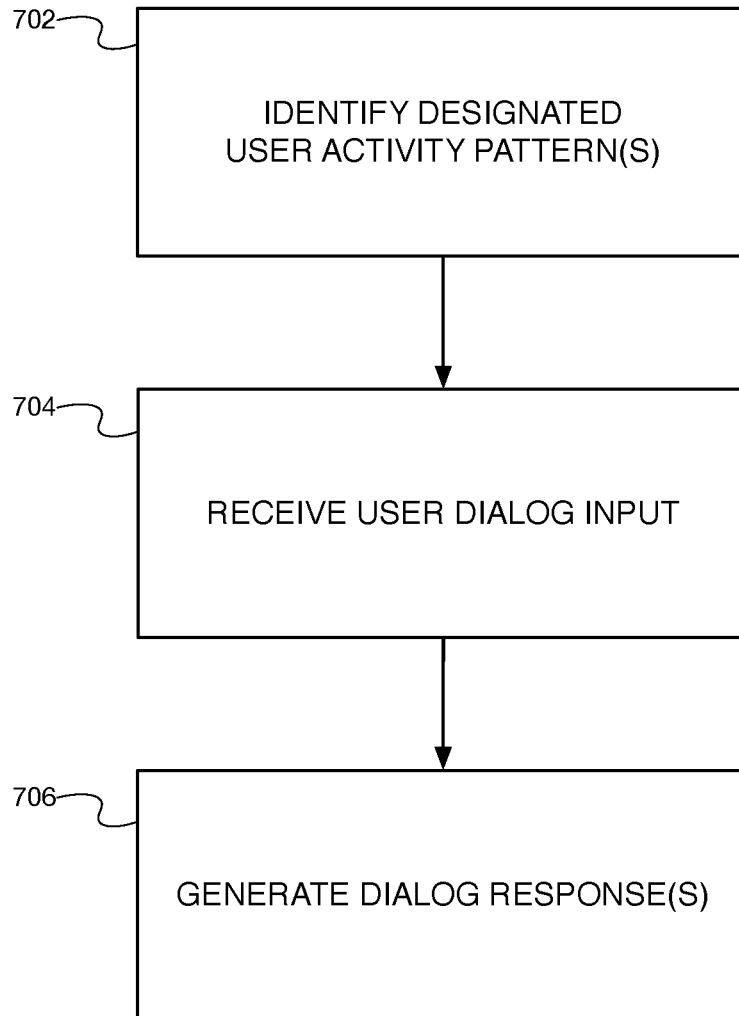 702
IDENTIFY DESIGNATED
USER ACTIVITY PATTERN(S)
704
RECEIVE USER DIALOG INPUT
706
GENERATE DIALOG RESPONSE(S)